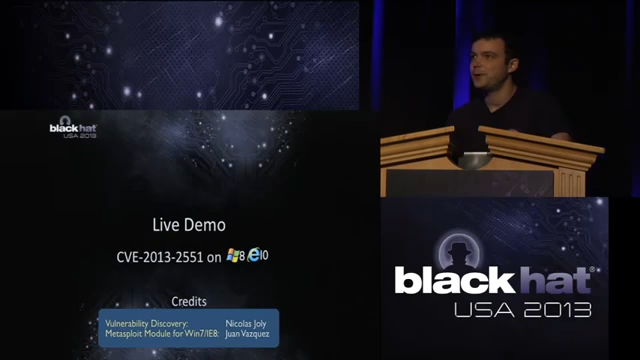 black hat
USA 2013
Live Demo
CVE-2013-2551 on 8/ 10
Credits
Vulnerability Discovery: Nicolas Joly
Metasploit Module for Win7/IE8: Juan Vazquez
black hat®
USA 2013